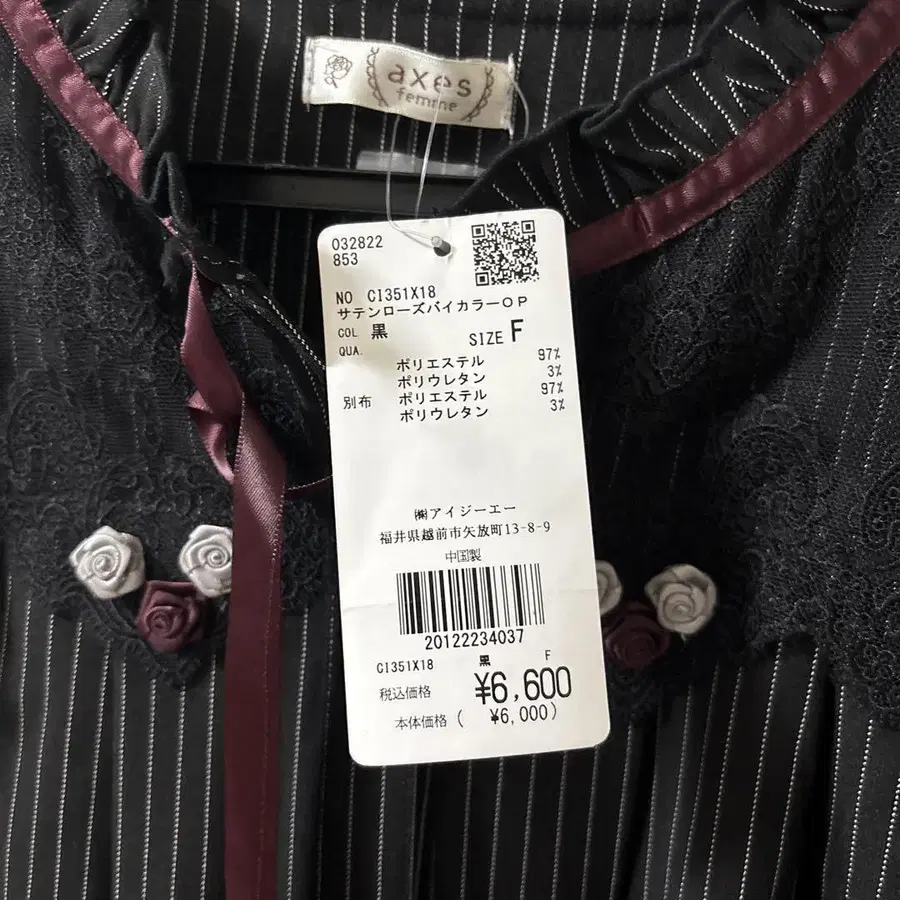 axes
femme
032822
853
NO CI351X18
サテンローズバイカラーOP
COL 黒
SIZE F
QUA.
ポリエステル 97%
ポリウレタン 3%
別布 ポリエステル 97%
ポリウレタン 3%
㈱アイジーエー
福井県越前市矢放町13-8-9
中国製
20122234037
CI351X18 黒 F
税込価格 ¥6,600
本体価格( ¥6,000)